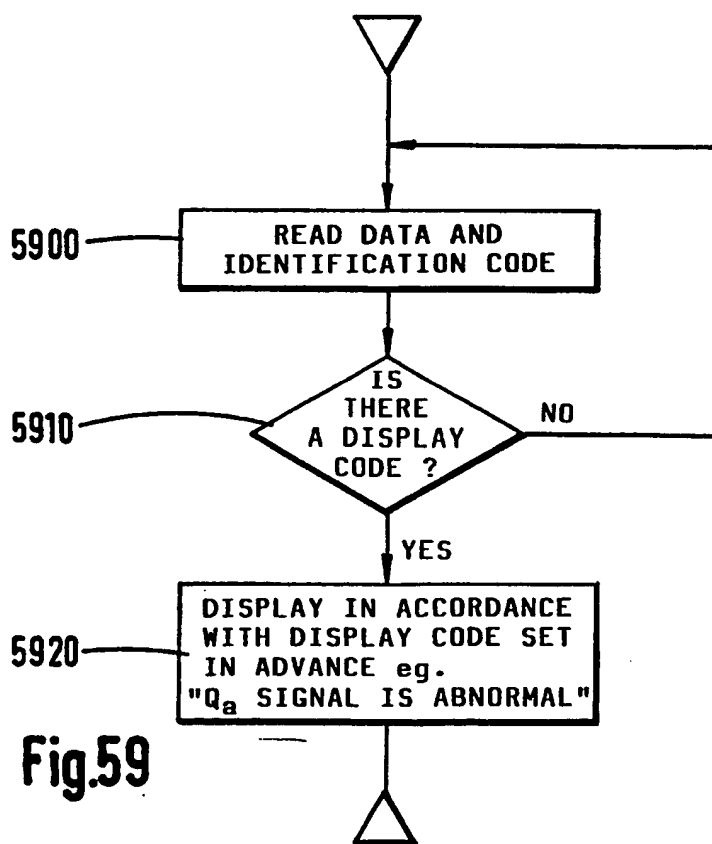 5900
READ DATA AND
IDENTIFICATION CODE
5910
IS
THERE
A DISPLAY
CODE ?
NO
YES
5920
DISPLAY IN ACCORDANCE
WITH DISPLAY CODE SET
IN ADVANCE eg.
"Qa SIGNAL IS ABNORMAL"
Fig.59